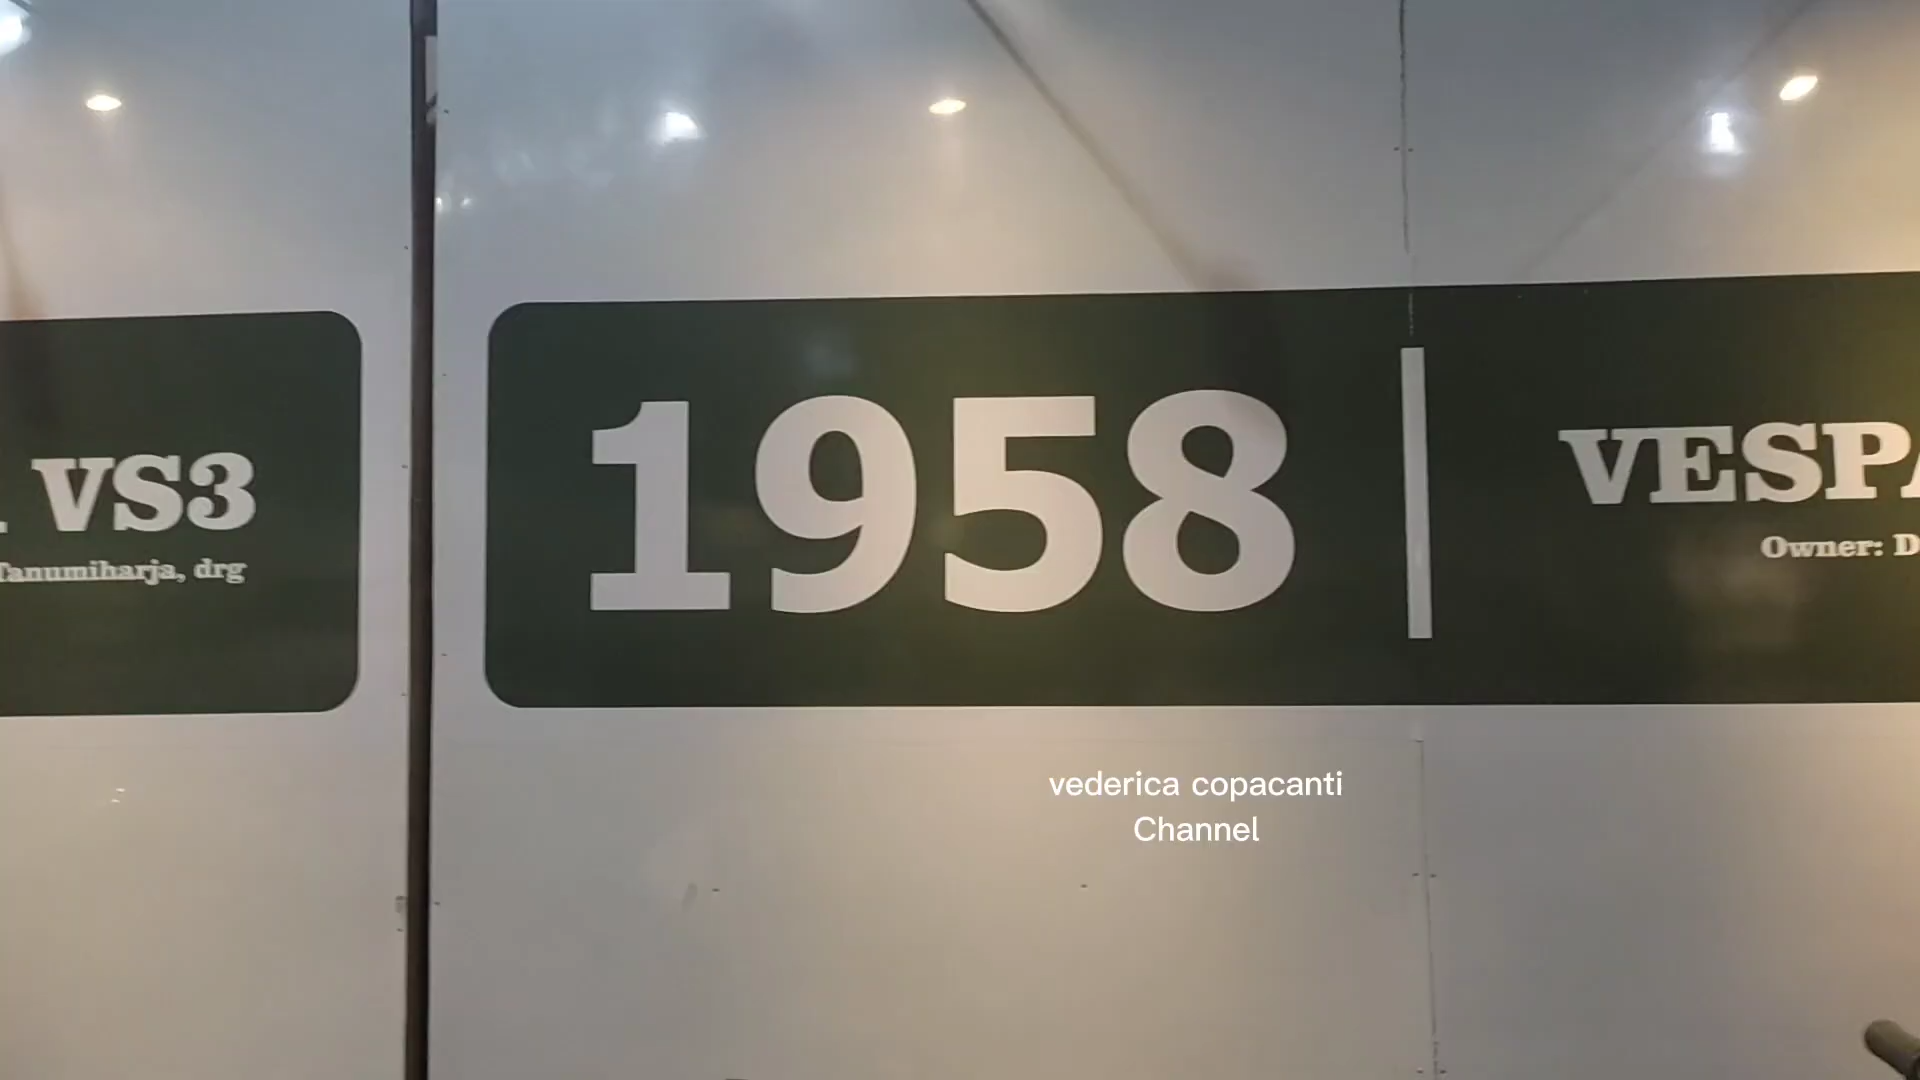 VS3
Tanumiharja, drg
1958
VESPA
Owner:
vederica copacanti
Channel